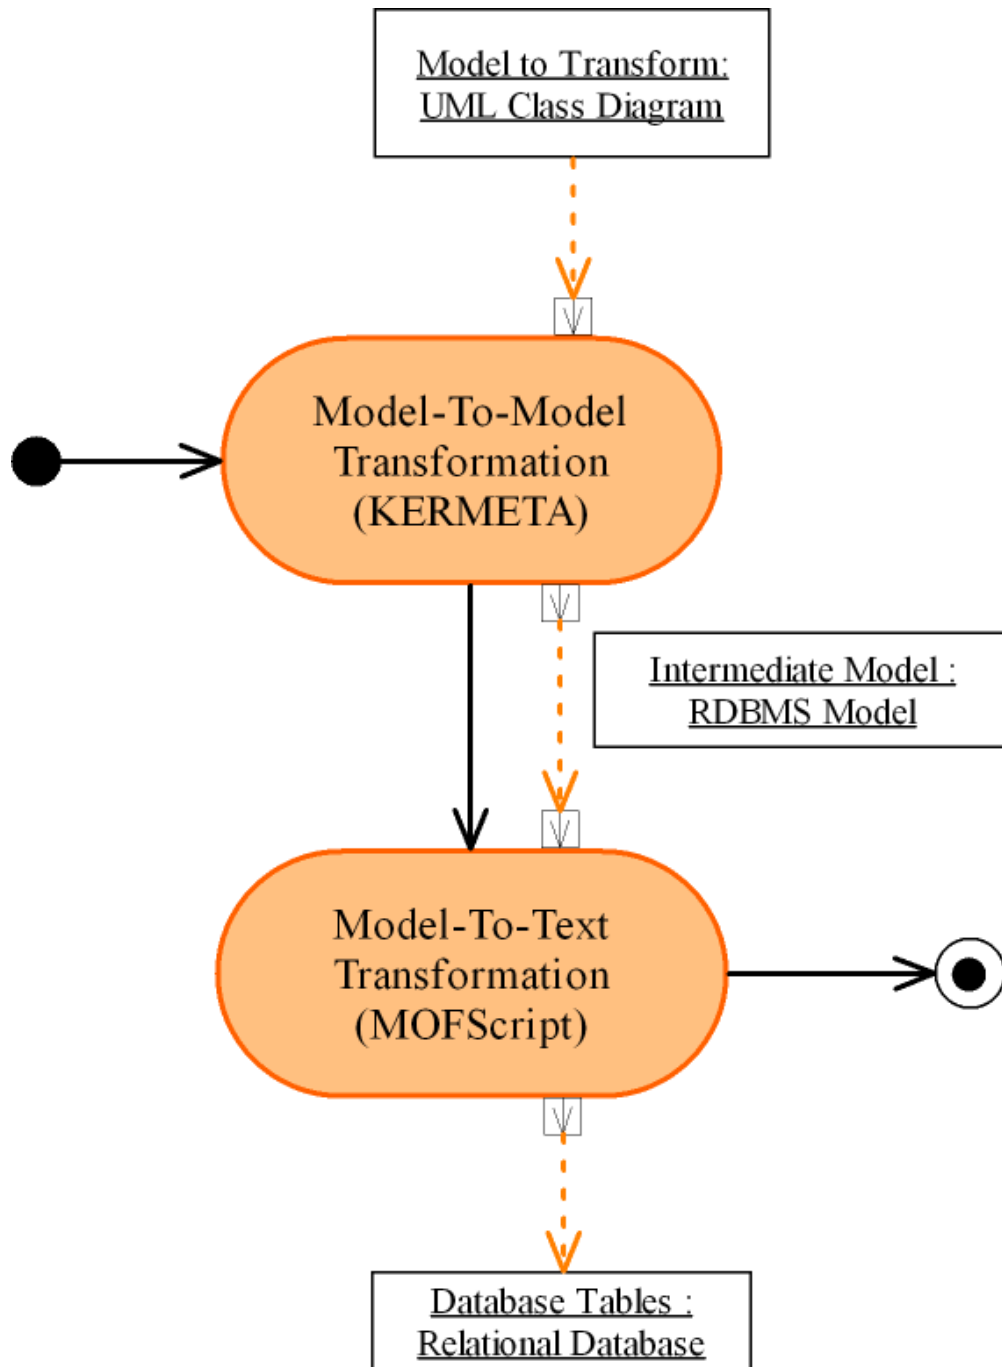 Model to Transform:
UML Class Diagram
Model-To-Model
Transformation
(KERMETA)
Intermediate Model :
RDBMS Model
Model-To-Text
Transformation
(MOFScript)
Database Tables :
Relational Database